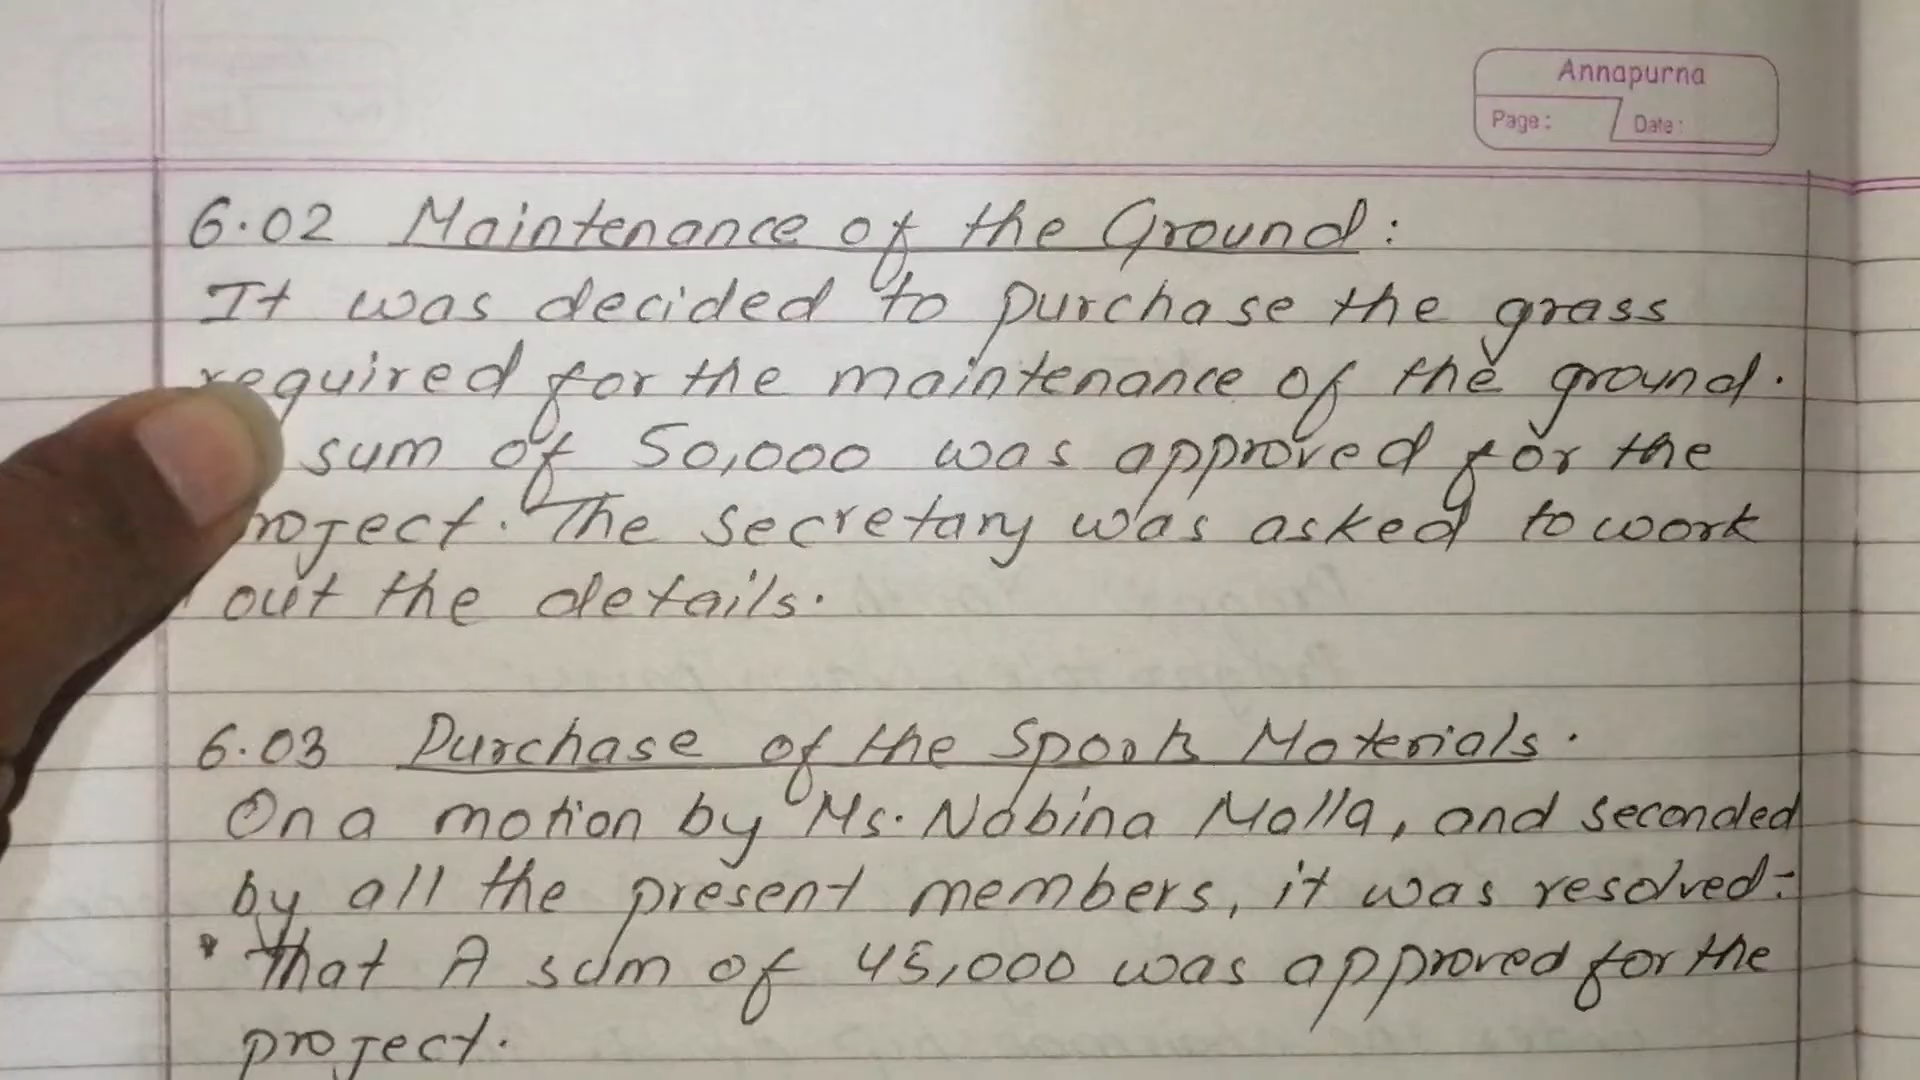 Annapurna
Page: Date:
6.02 Maintenance of the Ground:
It was decided to purchase the grass
required for the maintenance of the ground.
sum of 50,000 was approved for the
roject. The secretary was asked to work
out the details.
6.03 Purchase of the Sports Materials.
On a motion by Ms. Nabina Malla, and seconded
by all the present members, it was resolved:
• that A sum of 45,000 was approved for the
project.